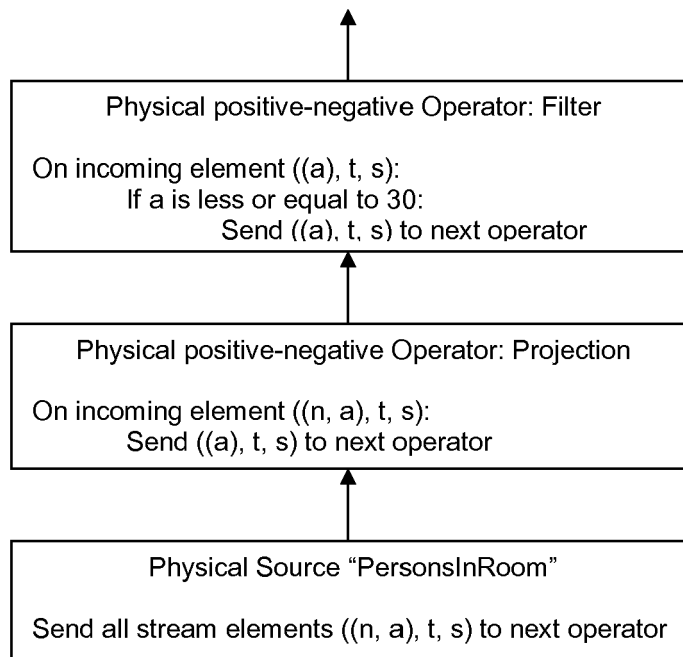 Physical positive-negative Operator: Filter
On incoming element ((a), t, s):
If a is less or equal to 30:
Send ((a), t, s) to next operator
Physical positive-negative Operator: Projection
On incoming element ((n, a), t, s):
Send ((a), t, s) to next operator
Physical Source “PersonsInRoom”
Send all stream elements ((n, a), t, s) to next operator